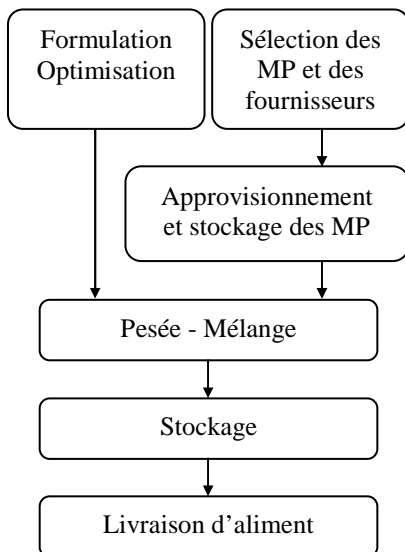 Formulation
Optimisation
Sélection des
MP et des
fournisseurs
Approvisionnement
et stockage des MP
Pesée - Mélange
Stockage
Livraison d’aliment